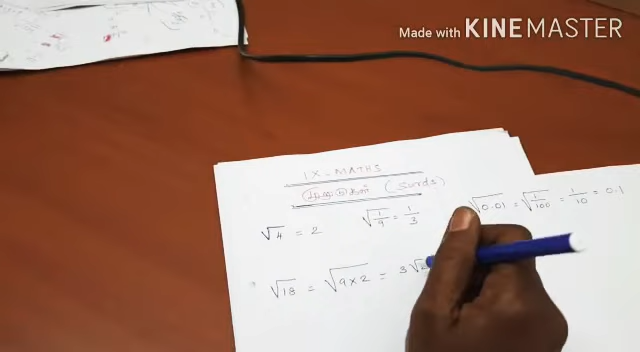 Made with KINEMASTER
IX - MATHS
(Surds)
√4 = 2   √1/9 = 1/3   √0.01 = √1/100 = 1/10 = 0.1
√18 = √9×2 = 3√2